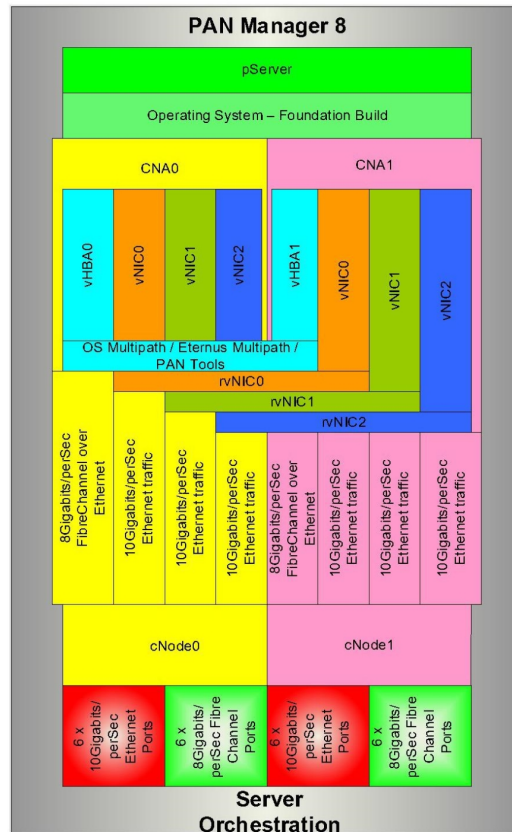 PAN Manager 8
pServer
Operating System – Foundation Build
CNA0
CNA1
vHBA0
vNIC0
vNIC1
vNIC2
vHBA1
vNIC0
vNIC1
vNIC2
OS Multipath / Eternus Multipath /
PAN Tools
rvNIC0
rvNIC1
rvNIC2
8Gigabits/perSec
FibreChannel over
Ethernet
10Gigabits/perSec
Ethernet traffic
10Gigabits/perSec
Ethernet traffic
10Gigabits/perSec
Ethernet traffic
8Gigabits/perSec
FibreChannel over
Ethernet
10Gigabits/perSec
Ethernet traffic
10Gigabits/perSec
Ethernet traffic
10Gigabits/perSec
Ethernet traffic
cNode0
cNode1
6 x
10Gigabits/
perSec
Ethernet
Ports
6 x
8Gigabits/
perSec Fibre
Channel
Ports
6 x
10Gigabits/
perSec
Ethernet
Ports
6 x
8Gigabits/
perSec Fibre
Channel
Ports
Server
Orchestration